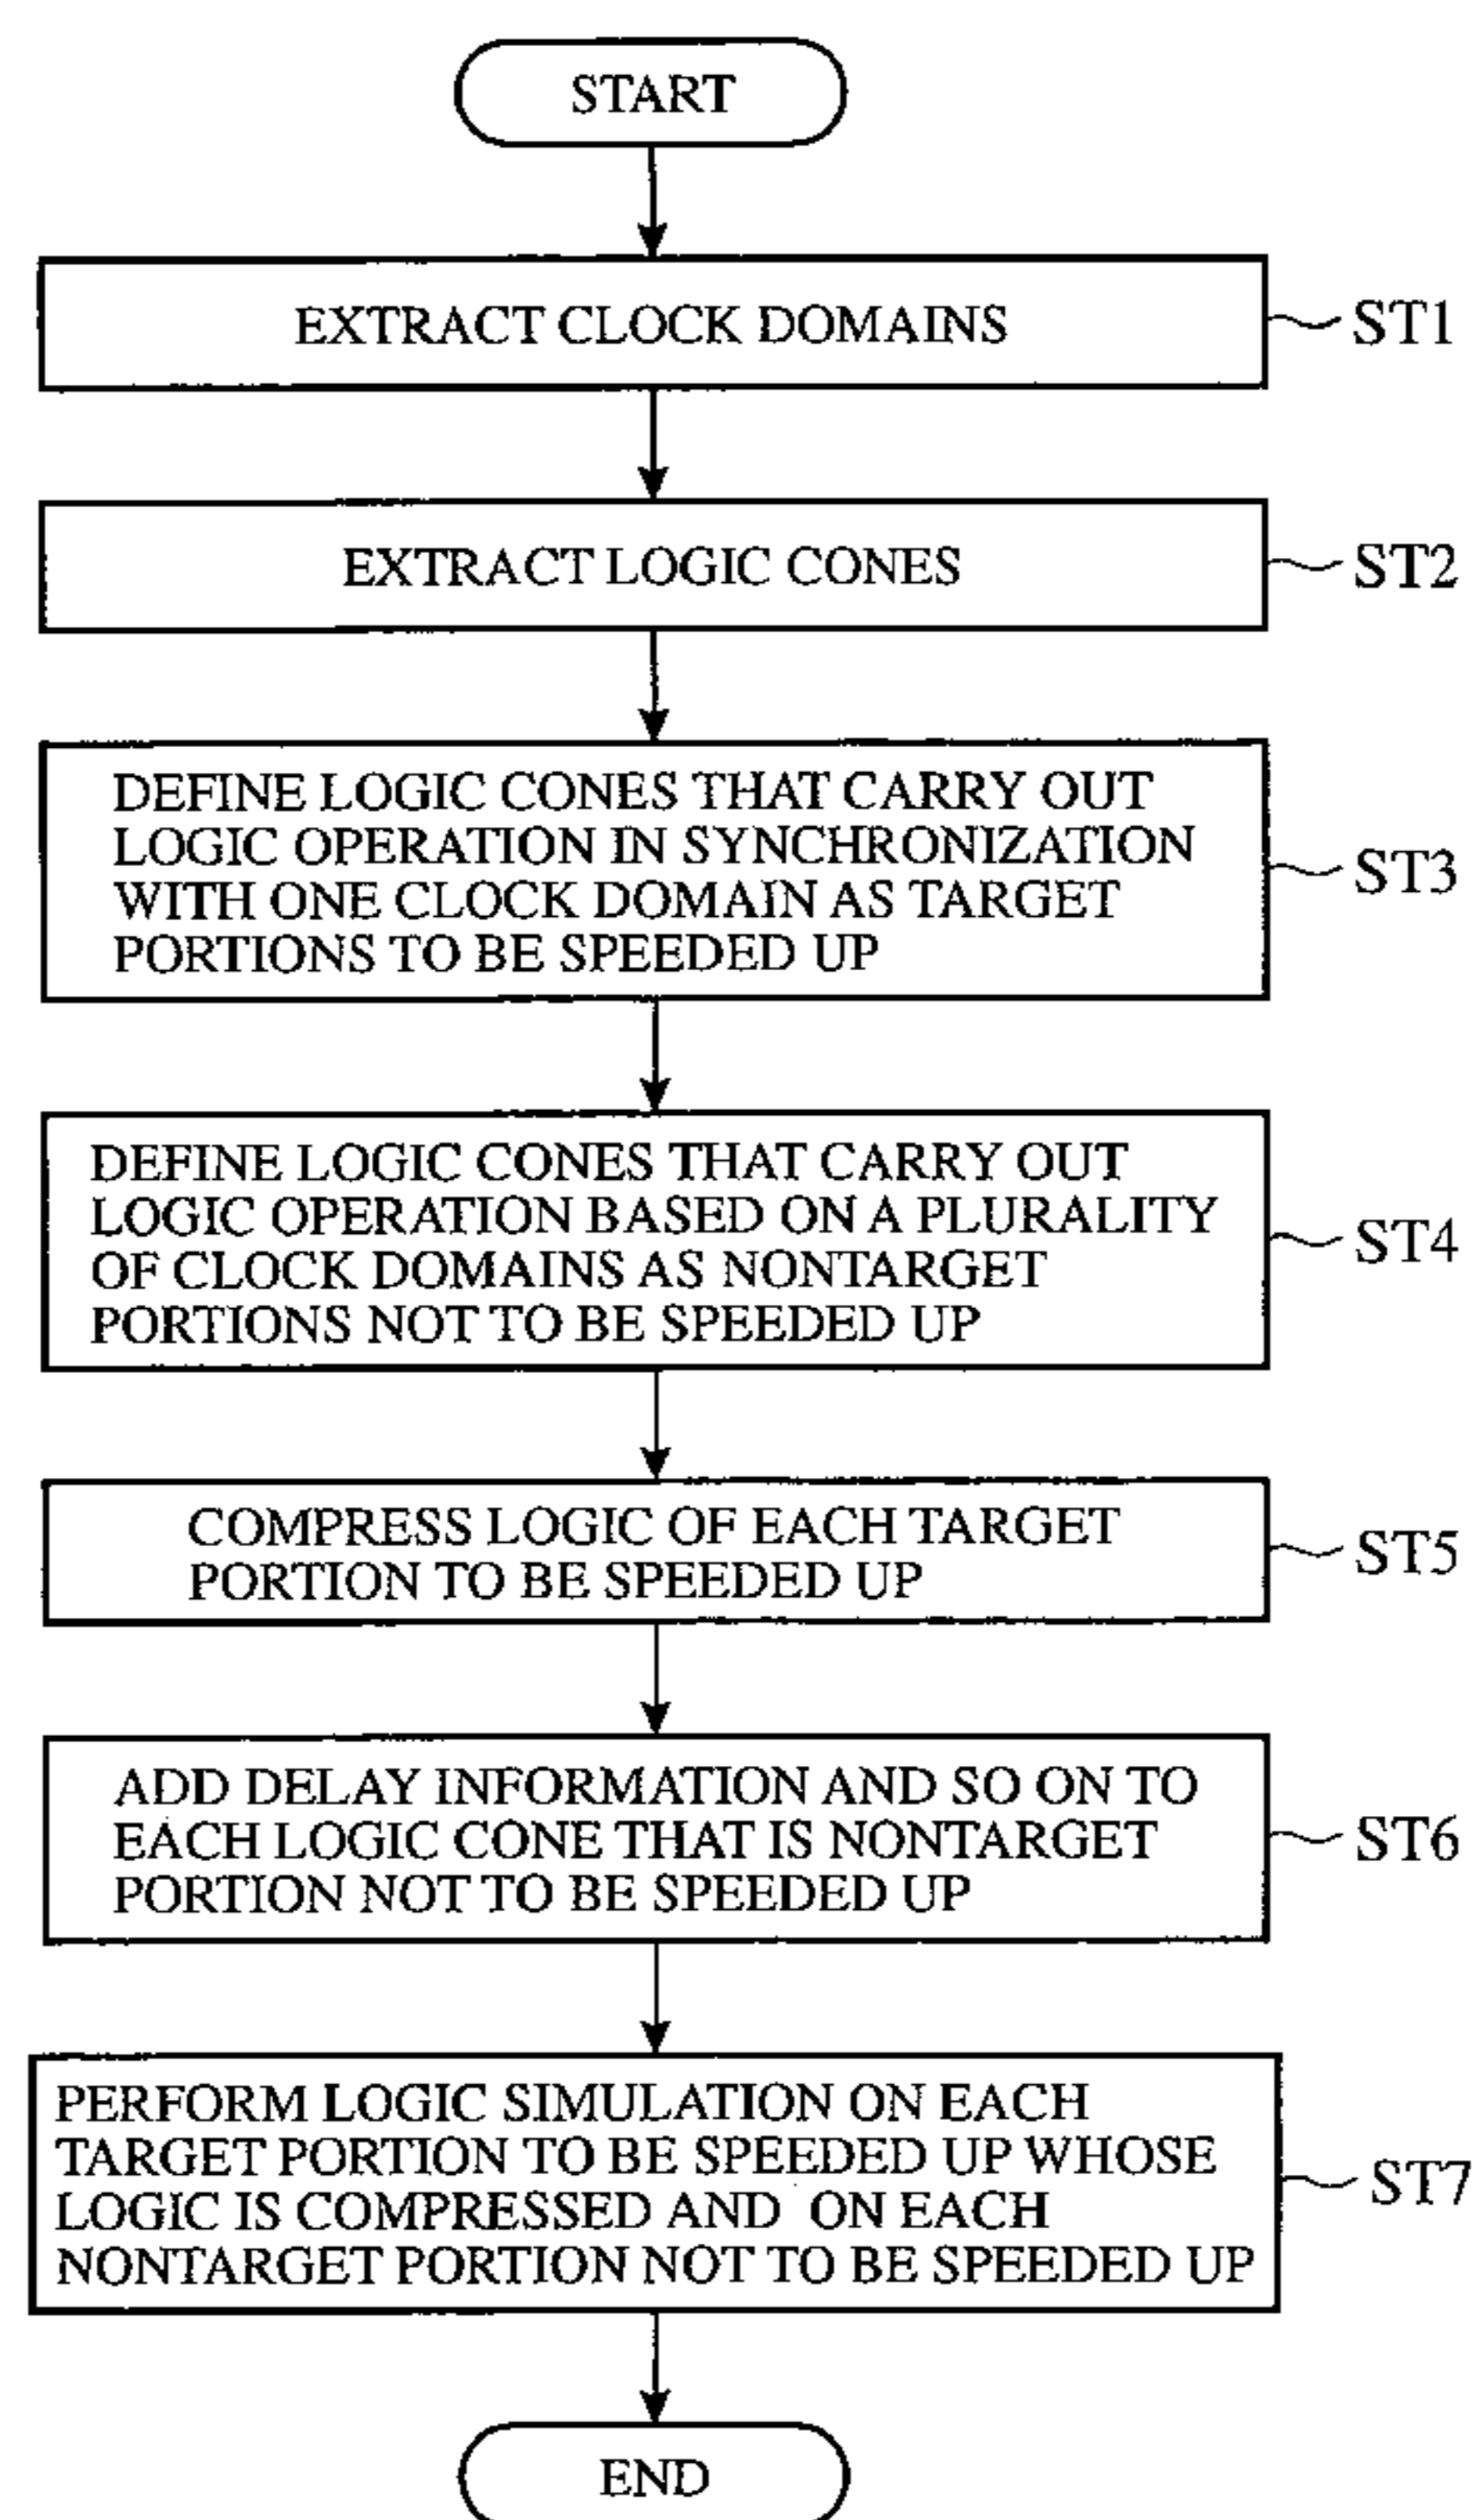 START
EXTRACT CLOCK DOMAINS
ST1
EXTRACT LOGIC CONES
ST2
DEFINE LOGIC CONES THAT CARRY OUT
LOGIC OPERATION IN SYNCHRONIZATION
WITH ONE CLOCK DOMAIN AS TARGET
PORTIONS TO BE SPEEDED UP
ST3
DEFINE LOGIC CONES THAT CARRY OUT
LOGIC OPERATION BASED ON A PLURALITY
OF CLOCK DOMAINS AS NONTARGET
PORTIONS NOT TO BE SPEEDED UP
ST4
COMPRESS LOGIC OF EACH TARGET
PORTION TO BE SPEEDED UP
ST5
ADD DELAY INFORMATION AND SO ON TO
EACH LOGIC CONE THAT IS NONTARGET
PORTION NOT TO BE SPEEDED UP
ST6
PERFORM LOGIC SIMULATION ON EACH
TARGET PORTION TO BE SPEEDED UP WHOSE
LOGIC IS COMPRESSED AND ON EACH
NONTARGET PORTION NOT TO BE SPEEDED UP
ST7
END